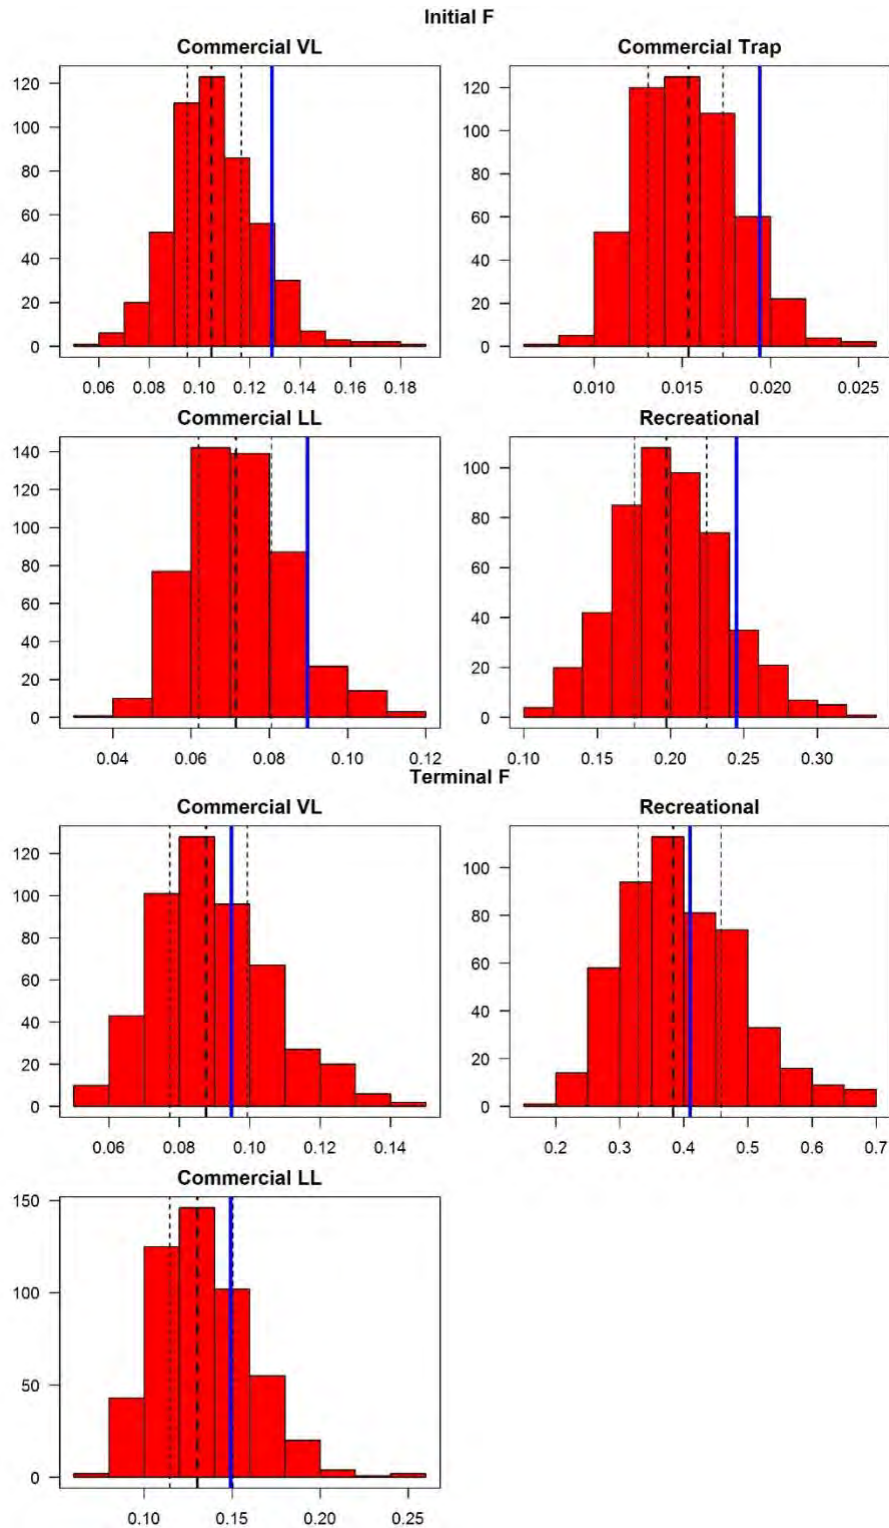 Initial F
Commercial VL
120
100
80
60
40
20
0
0.06 0.08 0.10 0.12 0.14 0.16 0.18
Commercial Trap
120
100
80
60
40
20
0
0.010 0.015 0.020 0.025
Commercial LL
140
120
100
80
60
40
20
0
0.04 0.06 0.08 0.10 0.12
Recreational
100
80
60
40
20
0
0.10 0.15 0.20 0.25 0.30
Terminal F
Commercial VL
120
100
80
60
40
20
0
0.06 0.08 0.10 0.12 0.14
Recreational
100
80
60
40
20
0
0.2 0.3 0.4 0.5 0.6 0.7
Commercial LL
150
100
50
0
0.10 0.15 0.20 0.25